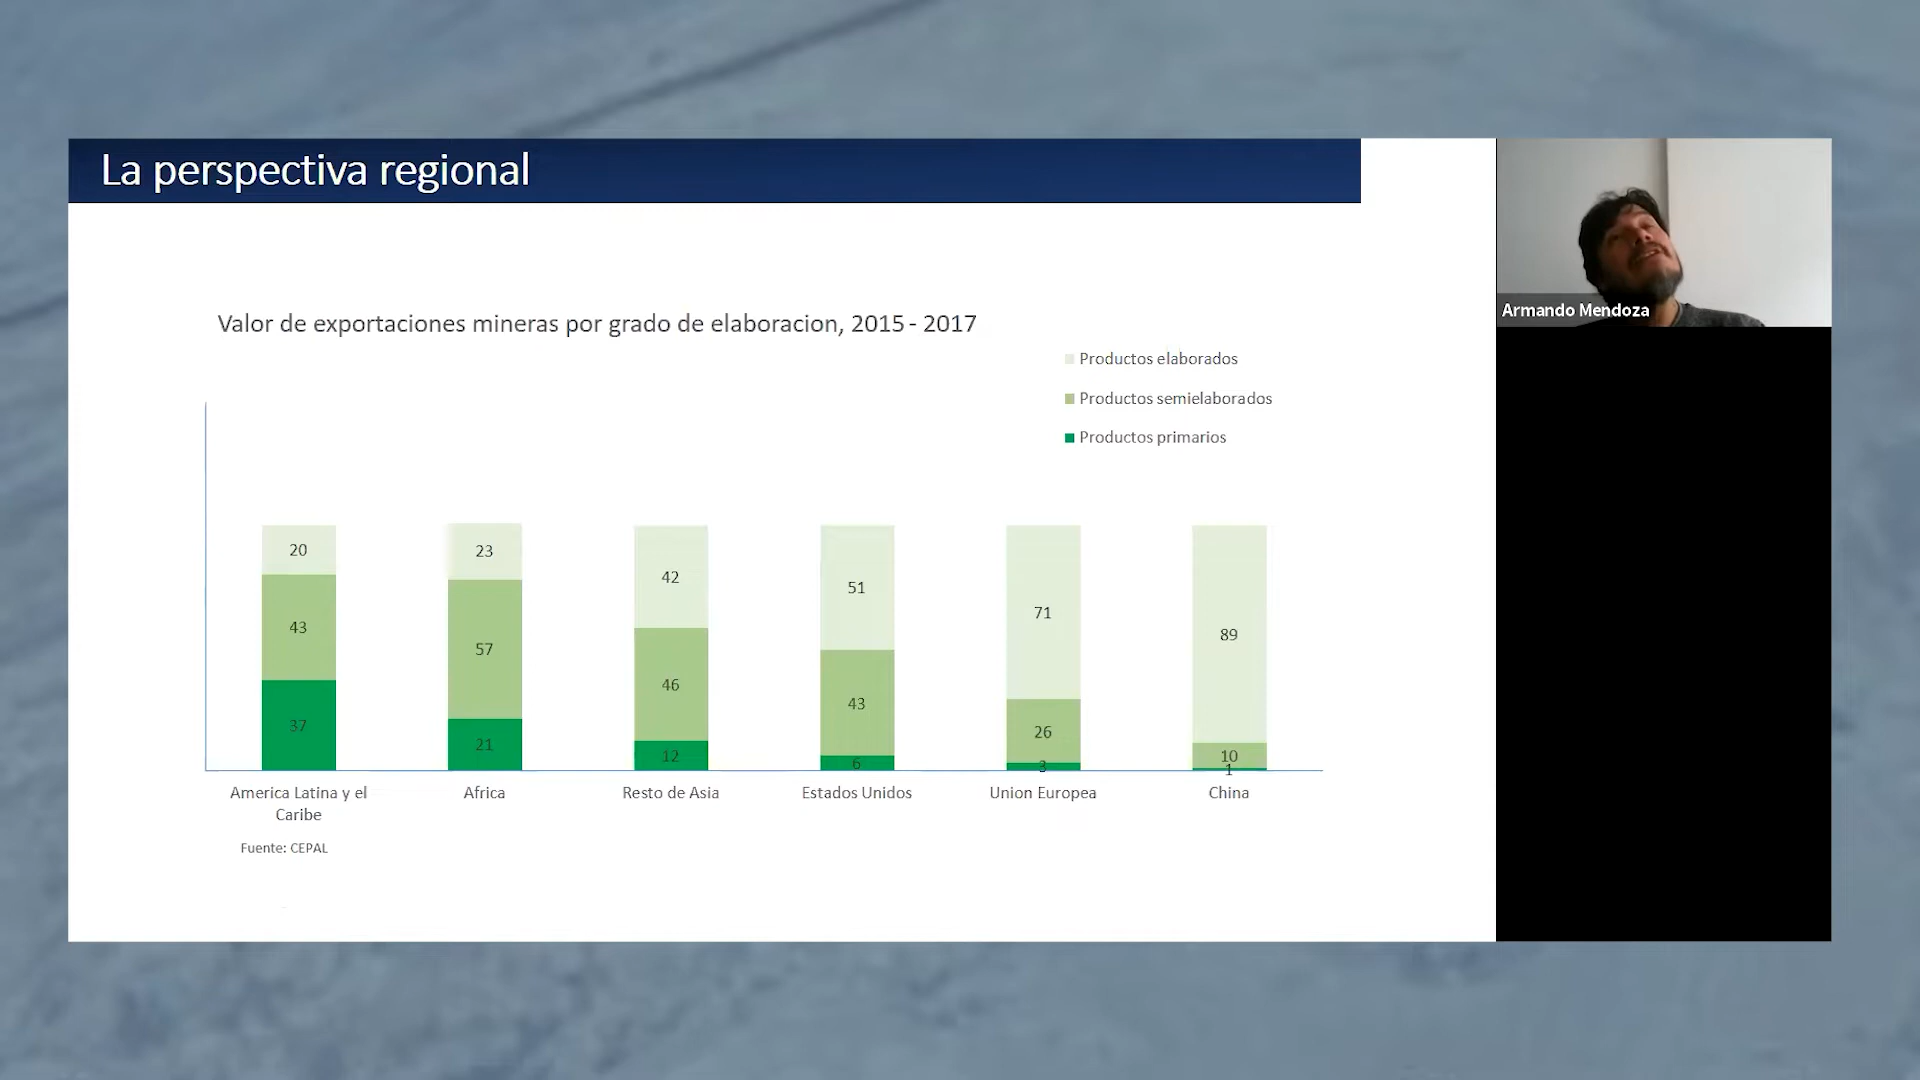 La perspectiva regional
Armando Mendoza
Valor de exportaciones mineras por grado de elaboracion, 2015 - 2017
Productos elaborados
Productos semielaborados
Productos primarios
20 23 42 51 71 89
43 57 46 43 26 10
37 21 12 6 3 1
America Latina y el
Caribe
Africa
Resto de Asia
Estados Unidos
Union Europea
China
Fuente: CEPAL